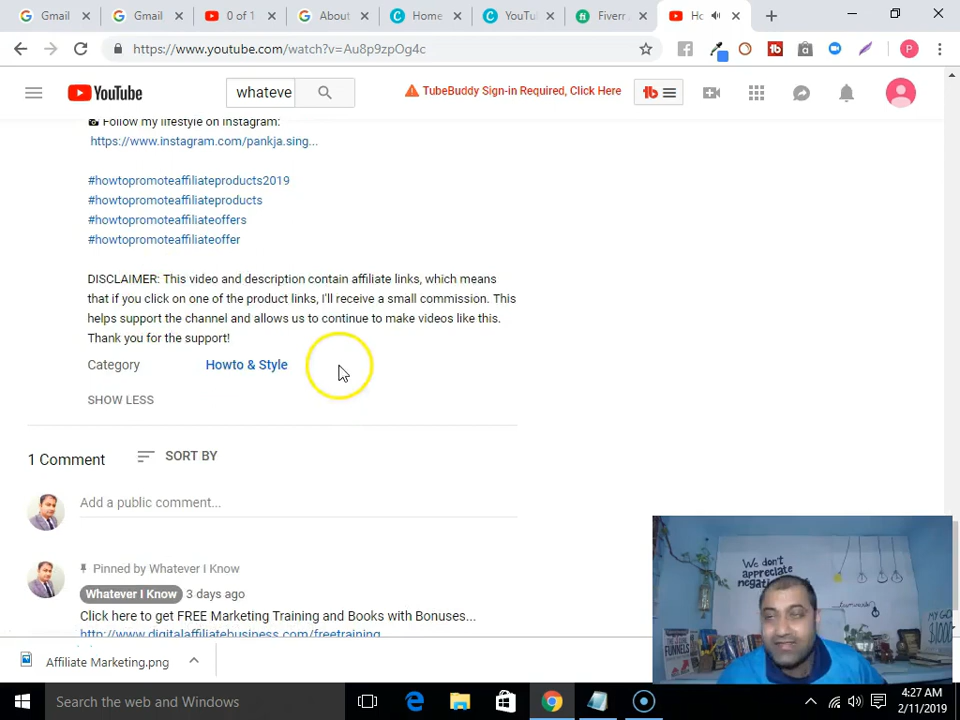 Gmail
Gmail
0 of 1
About
Home
YouTu
Fiverr
Ho
https://www.youtube.com/watch?v=Au8p9zpOg4c
YouTube
whateve
TubeBuddy Sign-in Required, Click Here
Follow my lifestyle on Instagram:
https://www.instagram.com/pankja.sing...
#howtopromoteaffiliateproducts2019
#howtopromoteaffiliateproducts
#howtopromoteaffiliateoffers
#howtopromoteaffiliateoffer
DISCLAIMER: This video and description contain affiliate links, which means
that if you click on one of the product links, I'll receive a small commission. This
helps support the channel and allows us to continue to make videos like this.
Thank you for the support!
Category Howto & Style
SHOW LESS
1 Comment SORT BY
Add a public comment...
Pinned by Whatever I Know
Whatever I Know 3 days ago
Click here to get FREE Marketing Training and Books with Bonuses...
http://www.digitalaffiliatebusiness.com/freetraining
We don't
appreciate
FUNNELS
MY GO
$1000
Affiliate Marketing.png
Search the web and Windows
4:27 AM
2/11/2019